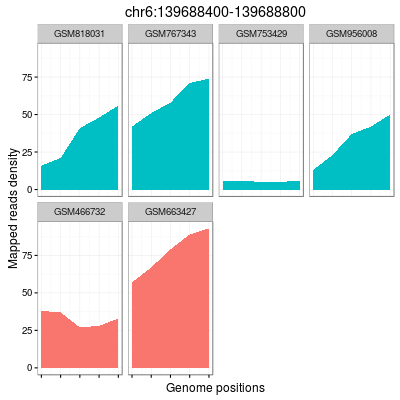 chr6:139688400-139688800
GSM818031 GSM767343 GSM753429 GSM956008
75
50
25
0
GSM466732 GSM663427
75
50
25
0
Mapped reads density
Genome positions